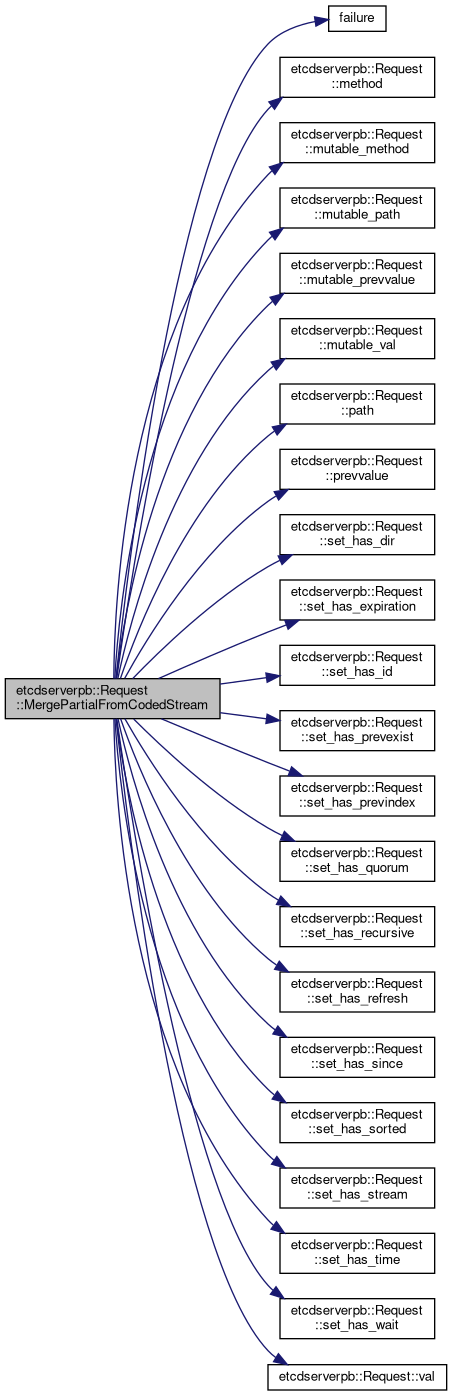 failure
etcdserverpb::Request
::method
etcdserverpb::Request
::mutable_method
etcdserverpb::Request
::mutable_path
etcdserverpb::Request
::mutable_prevvalue
etcdserverpb::Request
::mutable_val
etcdserverpb::Request
::path
etcdserverpb::Request
::prevvalue
etcdserverpb::Request
::set_has_dir
etcdserverpb::Request
::set_has_expiration
etcdserverpb::Request
::set_has_id
etcdserverpb::Request
::MergePartialFromCodedStream
etcdserverpb::Request
::set_has_prevexist
etcdserverpb::Request
::set_has_previndex
etcdserverpb::Request
::set_has_quorum
etcdserverpb::Request
::set_has_recursive
etcdserverpb::Request
::set_has_refresh
etcdserverpb::Request
::set_has_since
etcdserverpb::Request
::set_has_sorted
etcdserverpb::Request
::set_has_stream
etcdserverpb::Request
::set_has_time
etcdserverpb::Request
::set_has_wait
etcdserverpb::Request::val